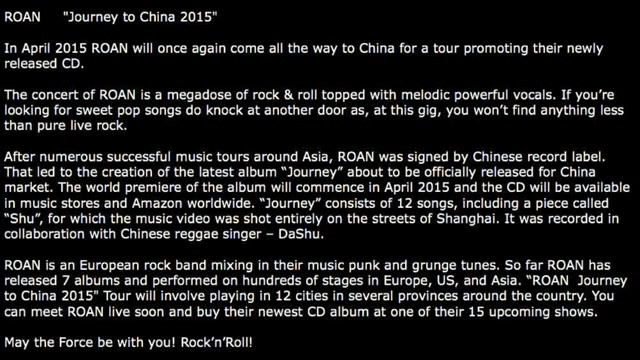 ROAN "Journey to China 2015"
In April 2015 ROAN will once again come all the way to China for a tour promoting their newly
released CD.
The concert of ROAN is a megadose of rock & roll topped with melodic powerful vocals. If you’re
looking for sweet pop songs do knock at another door as, at this gig, you won’t find anything less
than pure live rock.
After numerous successful music tours around Asia, ROAN was signed by Chinese record label.
That led to the creation of the latest album “Journey” about to be officially released for China
market. The world premiere of the album will commence in April 2015 and the CD will be available
in music stores and Amazon worldwide. “Journey” consists of 12 songs, including a piece called
“Shu”, for which the music video was shot entirely on the streets of Shanghai. It was recorded in
collaboration with Chinese reggae singer – DaShu.
ROAN is an European rock band mixing in their music punk and grunge tunes. So far ROAN has
released 7 albums and performed on hundreds of stages in Europe, US, and Asia. “ROAN Journey
to China 2015" Tour will involve playing in 12 cities in several provinces around the country. You
can meet ROAN live soon and buy their newest CD album at one of their 15 upcoming shows.
May the Force be with you! Rock’n’Roll!